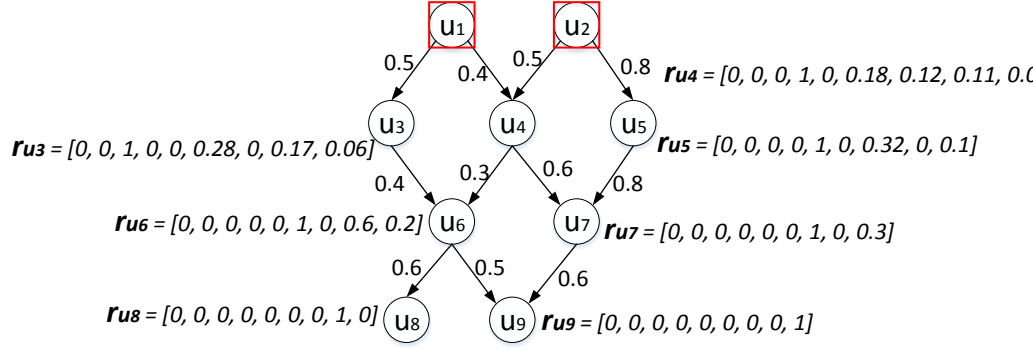 u1 u2
0.5 0.4 0.5 0.8
ru4 = [0, 0, 0, 1, 0, 0.18, 0.12, 0.11, 0.0
u3 u4 u5
ru3 = [0, 0, 1, 0, 0, 0.28, 0, 0.17, 0.06]
ru5 = [0, 0, 0, 0, 1, 0, 0.32, 0, 0.1]
0.4 0.3 0.6 0.8
ru6 = [0, 0, 0, 0, 0, 1, 0, 0.6, 0.2]
u6 u7
ru7 = [0, 0, 0, 0, 0, 0, 1, 0, 0.3]
0.6 0.5 0.6
ru8 = [0, 0, 0, 0, 0, 0, 0, 1, 0]
u8 u9
ru9 = [0, 0, 0, 0, 0, 0, 0, 0, 1]